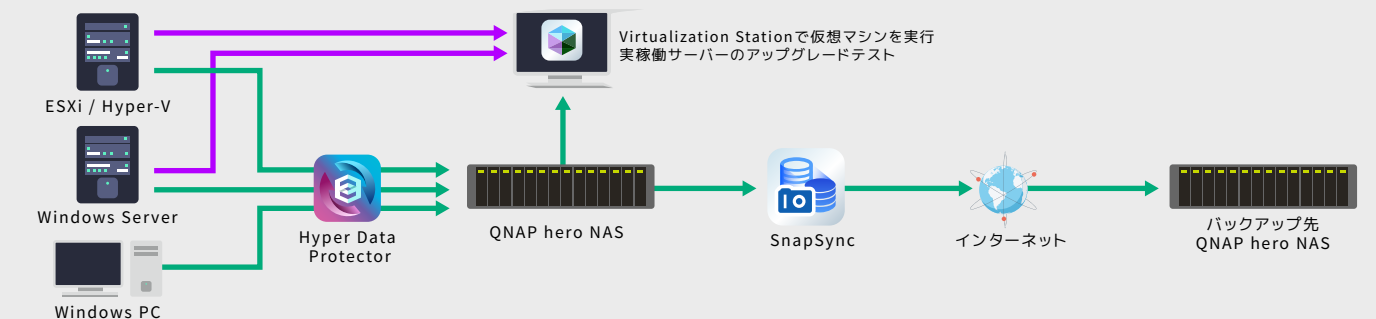 Virtualization Stationで仮想マシンを実行
実稼働サーバーのアップグレードテスト
ESXi / Hyper-V
Windows Server
Windows PC
Hyper Data
Protector
QNAP hero NAS
SnapSync
インターネット
バックアップ先
QNAP hero NAS